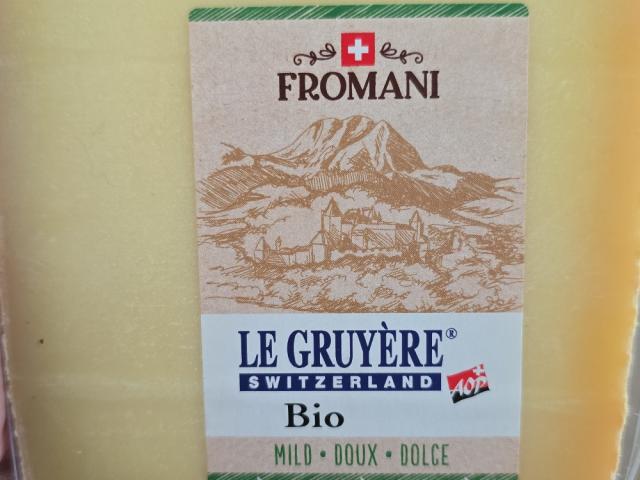 FROMANI
LE GRUYÈRE®
SWITZERLAND
AOP
Bio
MILD • DOUX • DOLCE